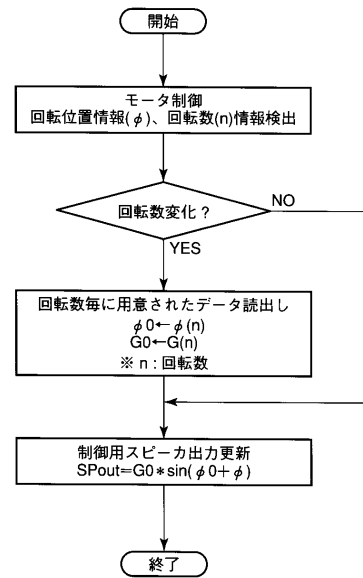 開始
モータ制御
回転位置情報(φ)、回転数(n)情報検出
回転数変化？
NO
YES
回転数毎に用意されたデータ読出し
φ0←φ(n)
G0←G(n)
※ n : 回転数
制御用スピーカ出力更新
SPout=G0*sin(φ0+φ)
終了